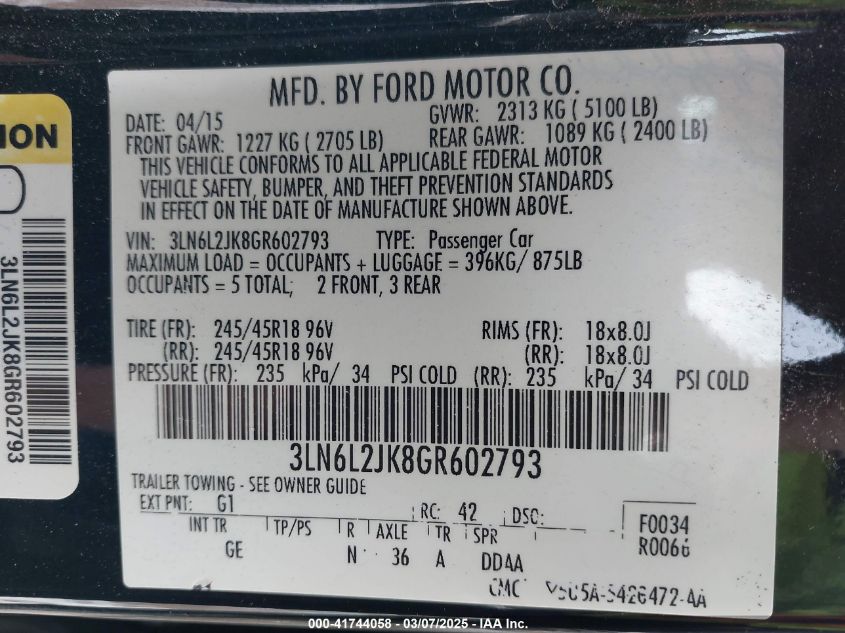 ION
3LN6L2JK8GR602793
MFD. BY FORD MOTOR CO.
DATE: 04/15 GVWR: 2313 KG ( 5100 LB)
FRONT GAWR: 1227 KG ( 2705 LB) REAR GAWR: 1089 KG ( 2400 LB)
THIS VEHICLE CONFORMS TO ALL APPLICABLE FEDERAL MOTOR
VEHICLE SAFETY, BUMPER, AND THEFT PREVENTION STANDARDS
IN EFFECT ON THE DATE OF MANUFACTURE SHOWN ABOVE.
VIN: 3LN6L2JK8GR602793 TYPE: Passenger Car
MAXIMUM LOAD = OCCUPANTS + LUGGAGE = 396KG/ 875LB
OCCUPANTS = 5 TOTAL; 2 FRONT, 3 REAR
TIRE (FR): 245/45R18 96V RIMS (FR): 18x8.0J
(RR): 245/45R18 96V (RR): 18x8.0J
PRESSURE (FR): 235 kPa/ 34 PSI COLD (RR): 235 kPa/ 34 PSI COLD
3LN6L2JK8GR602793
TRAILER TOWING - SEE OWNER GUIDE
EXT PNT: G1 RC: 42 DSO: F0034
INT TR TP/PS R AXLE TR SPR R0066
GE N 36 A DDAA
000-41744058 — 03/07/2025 — IAA Inc.